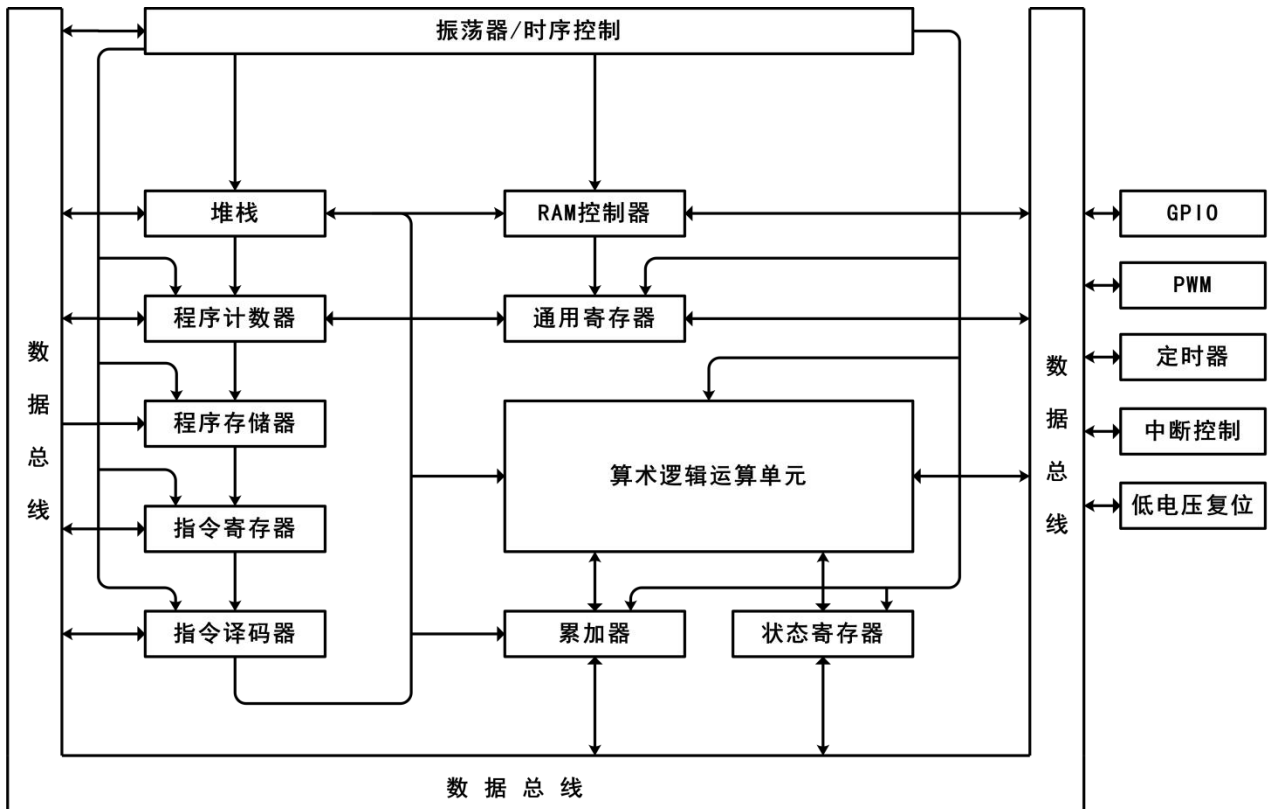 振荡器/时序控制
堆栈
RAM控制器
GPIO
PWM
程序计数器
通用寄存器
数据总线
数据总线
定时器
程序存储器
中断控制
算术逻辑运算单元
低电压复位
指令寄存器
指令译码器
累加器
状态寄存器
数据总线